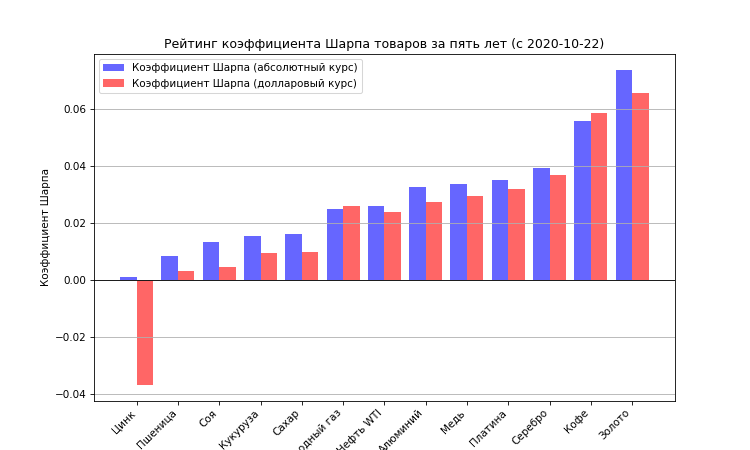 Рейтинг коэффициента Шарпа товаров за пять лет (с 2020-10-22)
Коэффициент Шарпа (абсолютный курс)
Коэффициент Шарпа (долларовый курс)
Коэффициент Шарпа
0.06
0.04
0.02
0.00
−0.02
−0.04
Цинк
Пшеница
Соя
Кукуруза
Сахар
газ
Нефть WTI
Алюминий
Медь
Платина
Серебро
Кофе
Золото